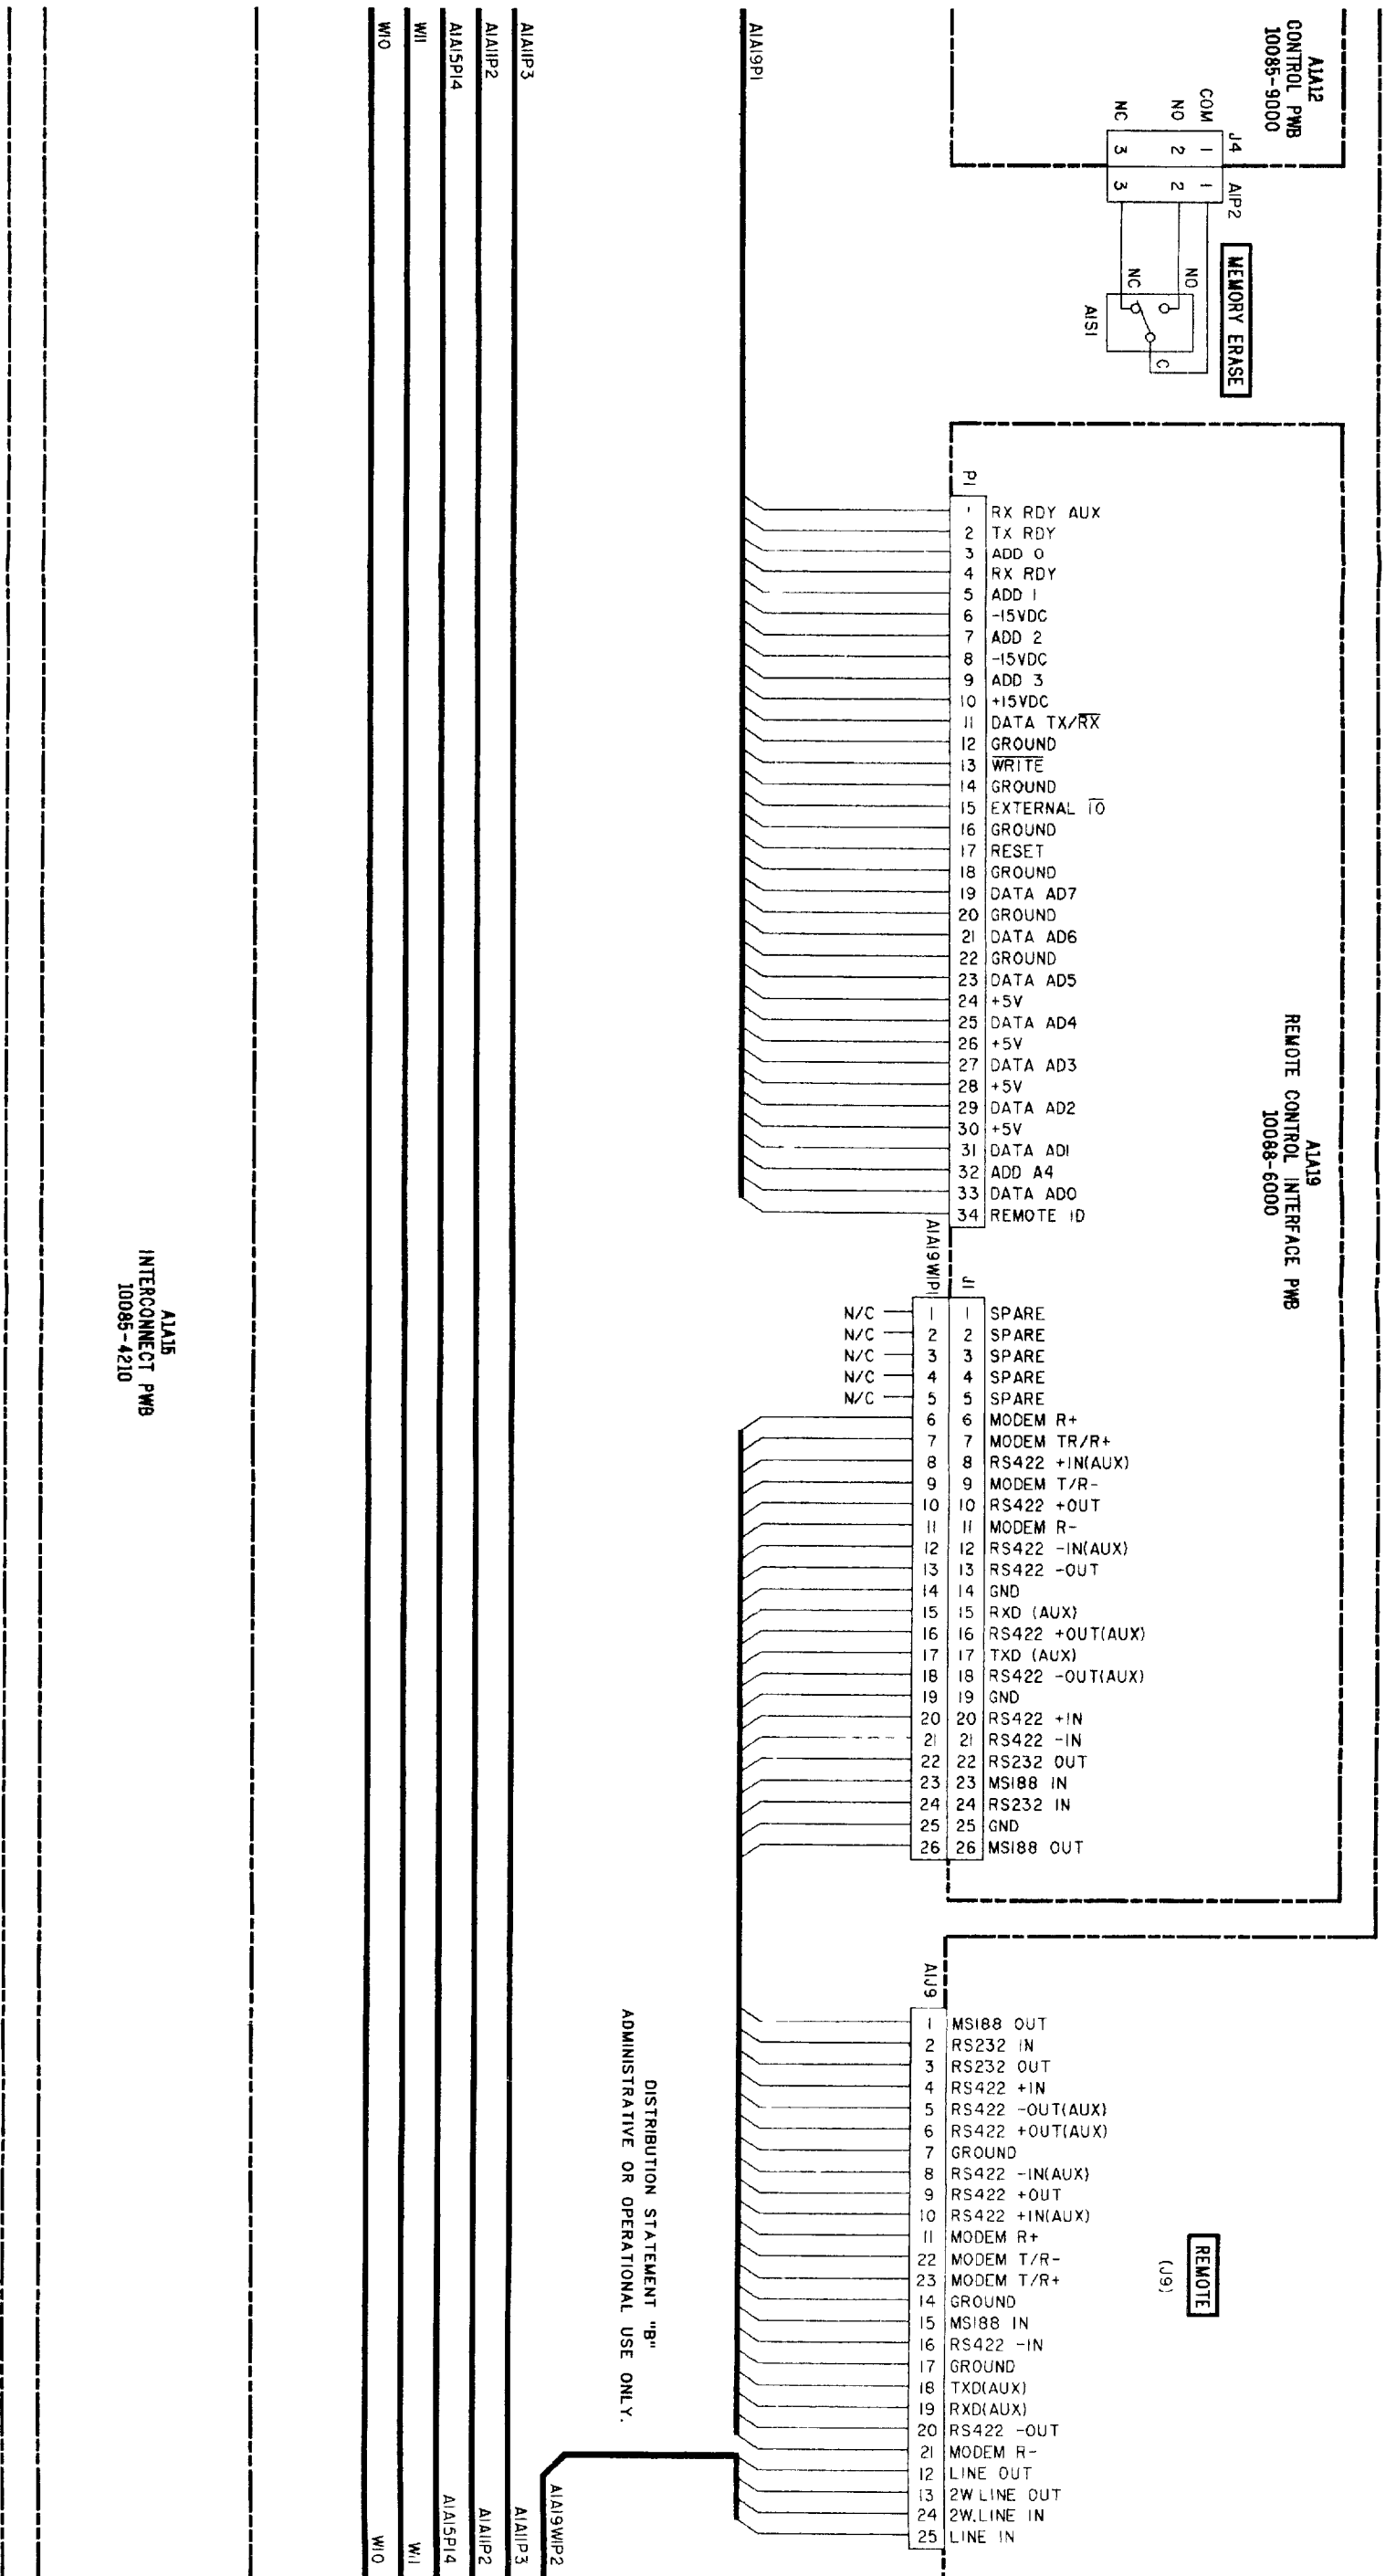 A1A12
CONTROL PWB
10085-9000
J4
A1P2
COM 1 1
NO 2 2
NC 3 3
MEMORY ERASE
NO
NC
C
A1S1
A1A19
REMOTE CONTROL INTERFACE PWB
10088-6000
P1
1 RX RDY AUX
2 TX RDY
3 ADD 0
4 RX RDY
5 ADD 1
6 -15VDC
7 ADD 2
8 -15VDC
9 ADD 3
10 +15VDC
11 DATA TX/R̅X̅
12 GROUND
13 W̅R̅I̅T̅E̅
14 GROUND
15 EXTERNAL I̅O̅
16 GROUND
17 RESET
18 GROUND
19 DATA AD7
20 GROUND
21 DATA AD6
22 GROUND
23 DATA AD5
24 +5V
25 DATA AD4
26 +5V
27 DATA AD3
28 +5V
29 DATA AD2
30 +5V
31 DATA AD1
32 ADD A4
33 DATA AD0
34 REMOTE ID
A1A19W1P1
J1
N/C 1 1 SPARE
N/C 2 2 SPARE
N/C 3 3 SPARE
N/C 4 4 SPARE
N/C 5 5 SPARE
6 6 MODEM R+
7 7 MODEM TR/R+
8 8 RS422 +IN(AUX)
9 9 MODEM T/R-
10 10 RS422 +OUT
11 11 MODEM R-
12 12 RS422 -IN(AUX)
13 13 RS422 -OUT
14 14 GND
15 15 RXD (AUX)
16 16 RS422 +OUT(AUX)
17 17 TXD (AUX)
18 18 RS422 -OUT(AUX)
19 19 GND
20 20 RS422 +IN
21 21 RS422 -IN
22 22 RS232 OUT
23 23 MS188 IN
24 24 RS232 IN
25 25 GND
26 26 MS188 OUT
A1J9
REMOTE
(J9)
1 MS188 OUT
2 RS232 IN
3 RS232 OUT
4 RS422 +IN
5 RS422 -OUT(AUX)
6 RS422 +OUT(AUX)
7 GROUND
8 RS422 -IN(AUX)
9 RS422 +OUT
10 RS422 +IN(AUX)
11 MODEM R+
22 MODEM T/R-
23 MODEM T/R+
14 GROUND
15 MS188 IN
16 RS422 -IN
17 GROUND
18 TXD(AUX)
19 RXD(AUX)
20 RS422 -OUT
21 MODEM R-
12 LINE OUT
13 2W.LINE OUT
24 2W.LINE IN
25 LINE IN
A1A19P1
DISTRIBUTION STATEMENT "B"
ADMINISTRATIVE OR OPERATIONAL USE ONLY.
A1A19W1P2
A1A11P3
A1A11P3
A1A11P2
A1A11P2
A1A15P14
A1A15P14
W11
W11
W10
W10
A1A15
INTERCONNECT PWB
10085-4210